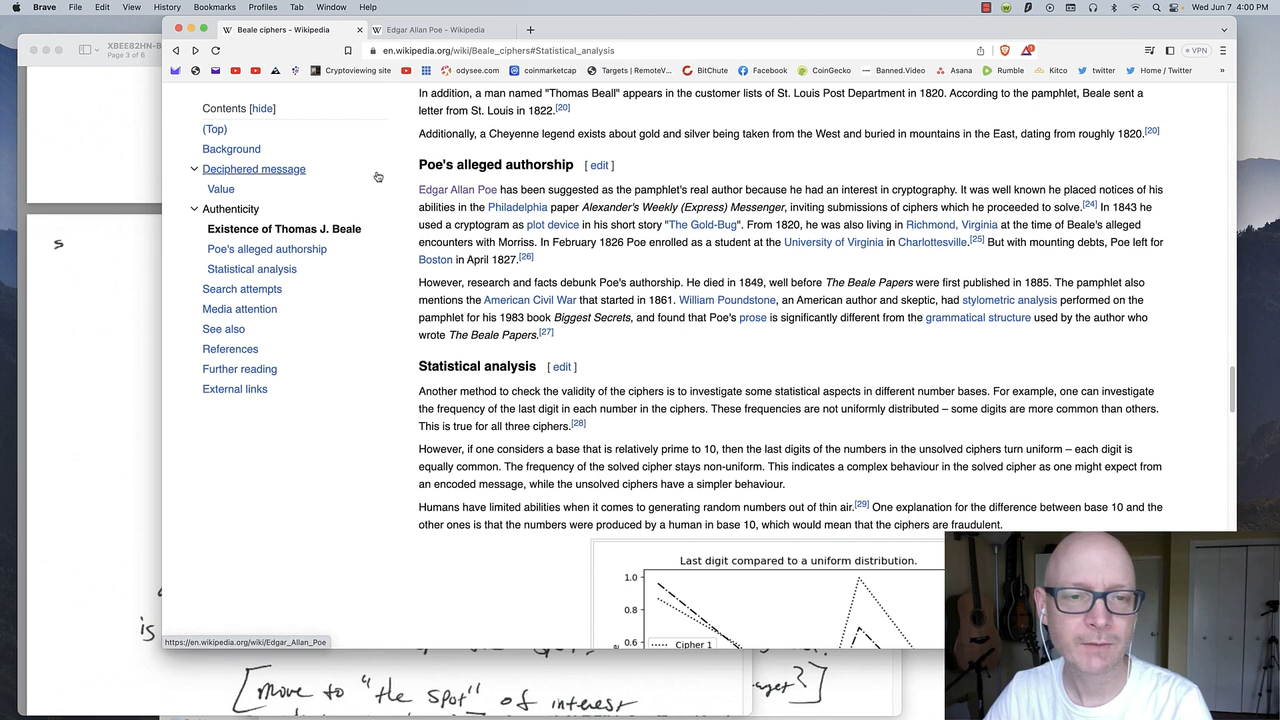 Brave File Edit View History Bookmarks Profiles Tab Window Help
Wed Jun 7 4:00 PM
XBEE82HN-B
Page 3 of 6
Beale ciphers - Wikipedia
Edgar Allan Poe - Wikipedia
en.wikipedia.org/wiki/Beale_ciphers#Statistical_analysis
VPN
Cryptoviewing site odysee.com coinmarketcap Targets | RemoteV... BitChute Facebook CoinGecko Banned.Video Asana Rumble Kitco twitter Home / Twitter »
Contents [hide]
(Top)
Background
Deciphered message
Value
Authenticity
Existence of Thomas J. Beale
Poe's alleged authorship
Statistical analysis
Search attempts
Media attention
See also
References
Further reading
External links
In addition, a man named "Thomas Beall" appears in the customer lists of St. Louis Post Department in 1820. According to the pamphlet, Beale sent a
letter from St. Louis in 1822.[20]
Additionally, a Cheyenne legend exists about gold and silver being taken from the West and buried in mountains in the East, dating from roughly 1820.[20]
Poe's alleged authorship [ edit ]
Edgar Allan Poe has been suggested as the pamphlet's real author because he had an interest in cryptography. It was well known he placed notices of his
abilities in the Philadelphia paper Alexander's Weekly (Express) Messenger, inviting submissions of ciphers which he proceeded to solve.[24] In 1843 he
used a cryptogram as plot device in his short story "The Gold-Bug". From 1820, he was also living in Richmond, Virginia at the time of Beale's alleged
encounters with Morriss. In February 1826 Poe enrolled as a student at the University of Virginia in Charlottesville.[25] But with mounting debts, Poe left for
Boston in April 1827.[26]
However, research and facts debunk Poe's authorship. He died in 1849, well before The Beale Papers were first published in 1885. The pamphlet also
mentions the American Civil War that started in 1861. William Poundstone, an American author and skeptic, had stylometric analysis performed on the
pamphlet for his 1983 book Biggest Secrets, and found that Poe's prose is significantly different from the grammatical structure used by the author who
wrote The Beale Papers.[27]
Statistical analysis [ edit ]
Another method to check the validity of the ciphers is to investigate some statistical aspects in different number bases. For example, one can investigate
the frequency of the last digit in each number in the ciphers. These frequencies are not uniformly distributed – some digits are more common than others.
This is true for all three ciphers.[28]
However, if one considers a base that is relatively prime to 10, then the last digits of the numbers in the unsolved ciphers turn uniform – each digit is
equally common. The frequency of the solved cipher stays non-uniform. This indicates a complex behaviour in the solved cipher as one might expect from
an encoded message, while the unsolved ciphers have a simpler behaviour.
Humans have limited abilities when it comes to generating random numbers out of thin air.[29] One explanation for the difference between base 10 and the
other ones is that the numbers were produced by a human in base 10, which would mean that the ciphers are fraudulent.
Last digit compared to a uniform distribution.
1.0
0.8
0.6
Cipher 1
https://en.wikipedia.org/wiki/Edgar_Allan_Poe
s
is
[move to "the spot" of interest
target?]